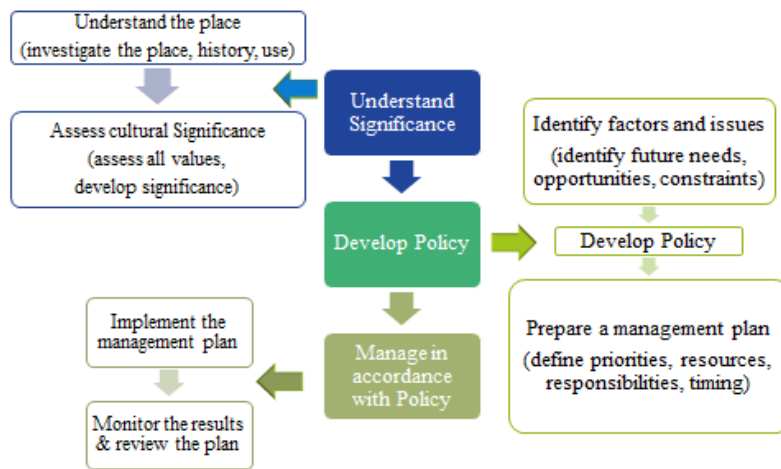 Understand the place
(investigate the place, history, use)
Assess cultural Significance
(assess all values,
develop significance)
Understand
Significance
Identify factors and issues
(identify future needs,
opportunities, constraints)
Develop Policy
Develop Policy
Prepare a management plan
(define priorities, resources,
responsibilities, timing)
Manage in
accordance
with Policy
Implement the
management plan
Monitor the results
& review the plan